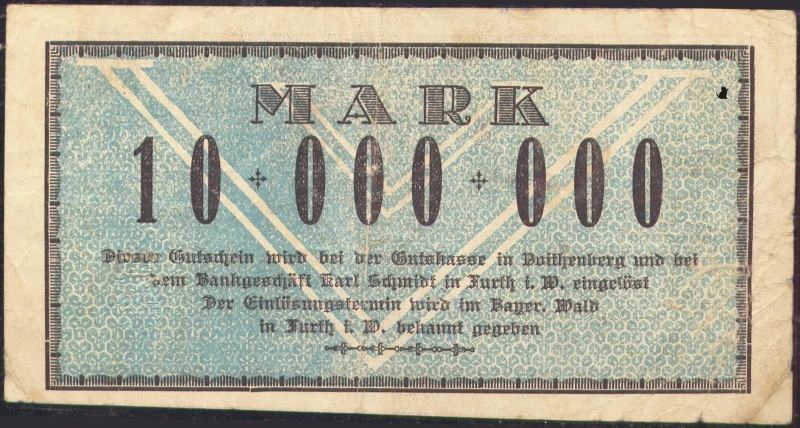 MARK
10 + 000 + 000
Dieser Gutschein wird bei der Gutskasse in Voithenberg und bei
dem Bankgeschäft Karl Schmidt in Furth i. W. eingelöst
Der Einlösungstermin wird im Bayer. Wald
in Furth i. W. bekannt gegeben